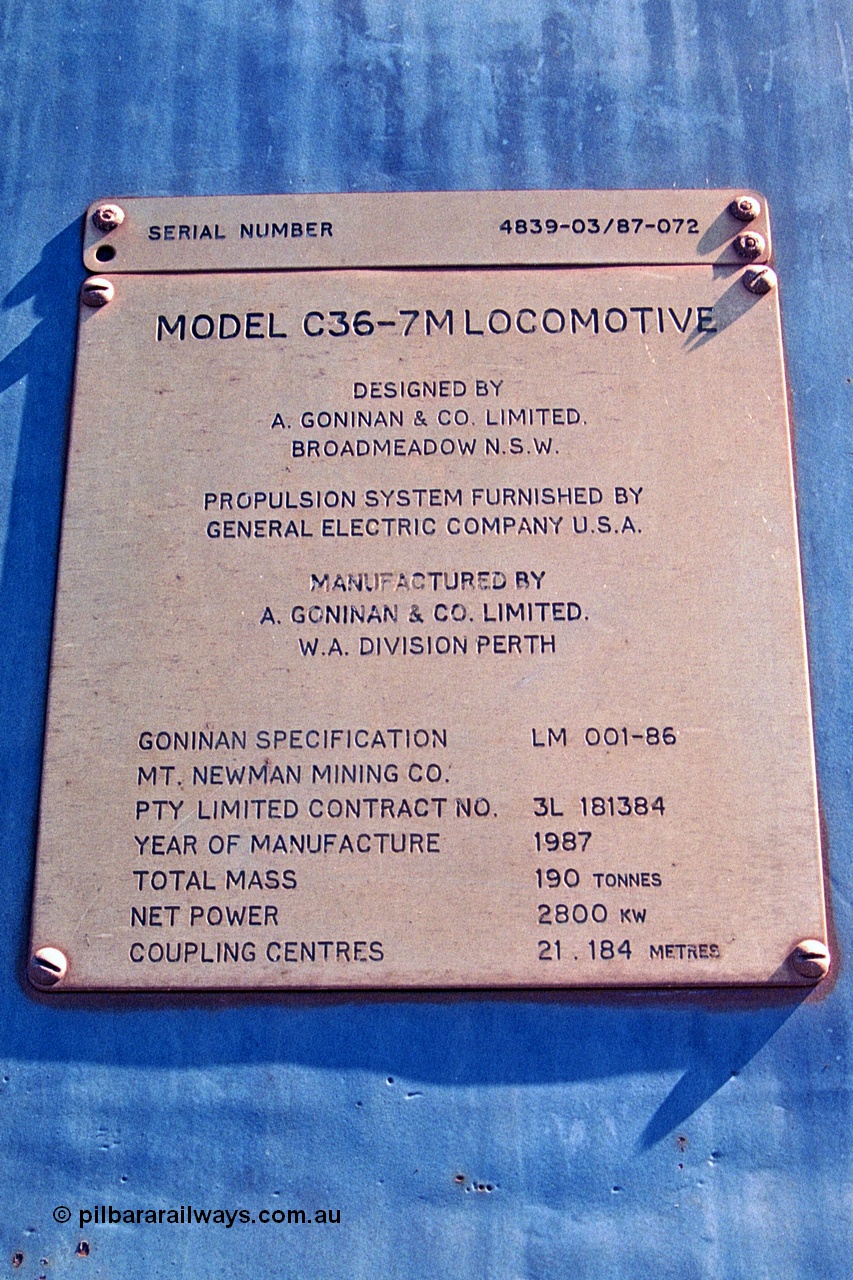 SERIAL NUMBER 4839-03/87-072
MODEL C36-7M LOCOMOTIVE
DESIGNED BY
A. GONINAN & CO. LIMITED.
BROADMEADOW N.S.W.
PROPULSION SYSTEM FURNISHED BY
GENERAL ELECTRIC COMPANY U.S.A.
MANUFACTURED BY
A. GONINAN & CO. LIMITED.
W.A. DIVISION PERTH
GONINAN SPECIFICATION LM 001-86
MT. NEWMAN MINING CO.
PTY LIMITED CONTRACT NO. 3L 181384
YEAR OF MANUFACTURE 1987
TOTAL MASS 190 TONNES
NET POWER 2800 KW
COUPLING CENTRES 21.184 METRES
© pilbararailways.com.au